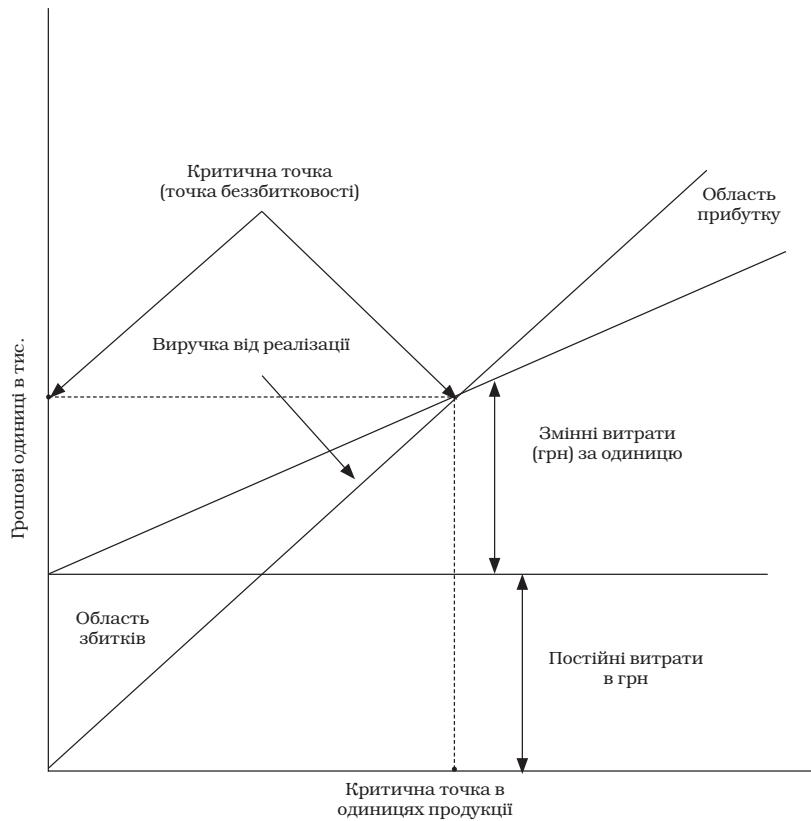 Критична точка
(точка беззбитковості)
Область
прибутку
Виручка від реалізації
Грошові одиниці в тис.
Змінні витрати
(грн) за одиницю
Область
збитків
Постійні витрати
в грн
Критична точка в
одиницях продукції